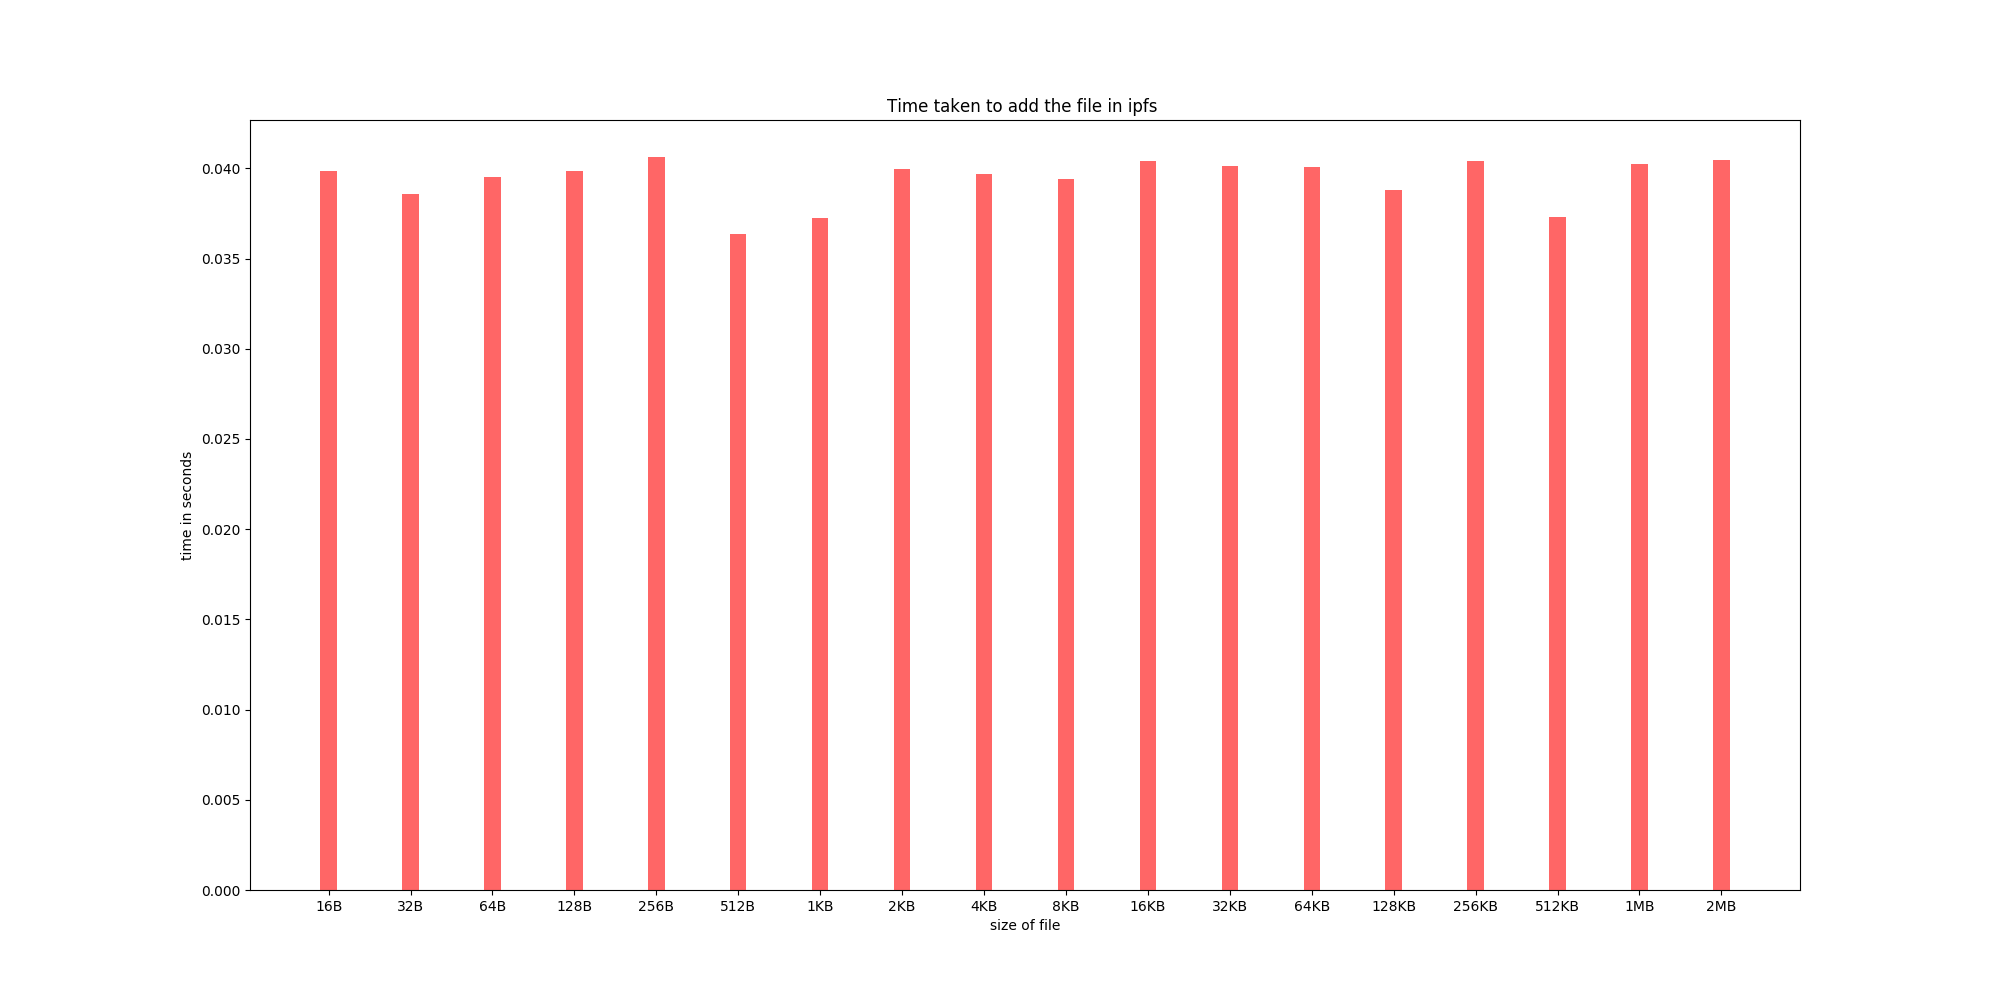 Time taken to add the file in ipfs
0.040
0.035
0.030
0.025
0.020
0.015
0.010
0.005
0.000
time in seconds
16B 32B 64B 128B 256B 512B 1KB 2KB 4KB 8KB 16KB 32KB 64KB 128KB 256KB 512KB 1MB 2MB
size of file